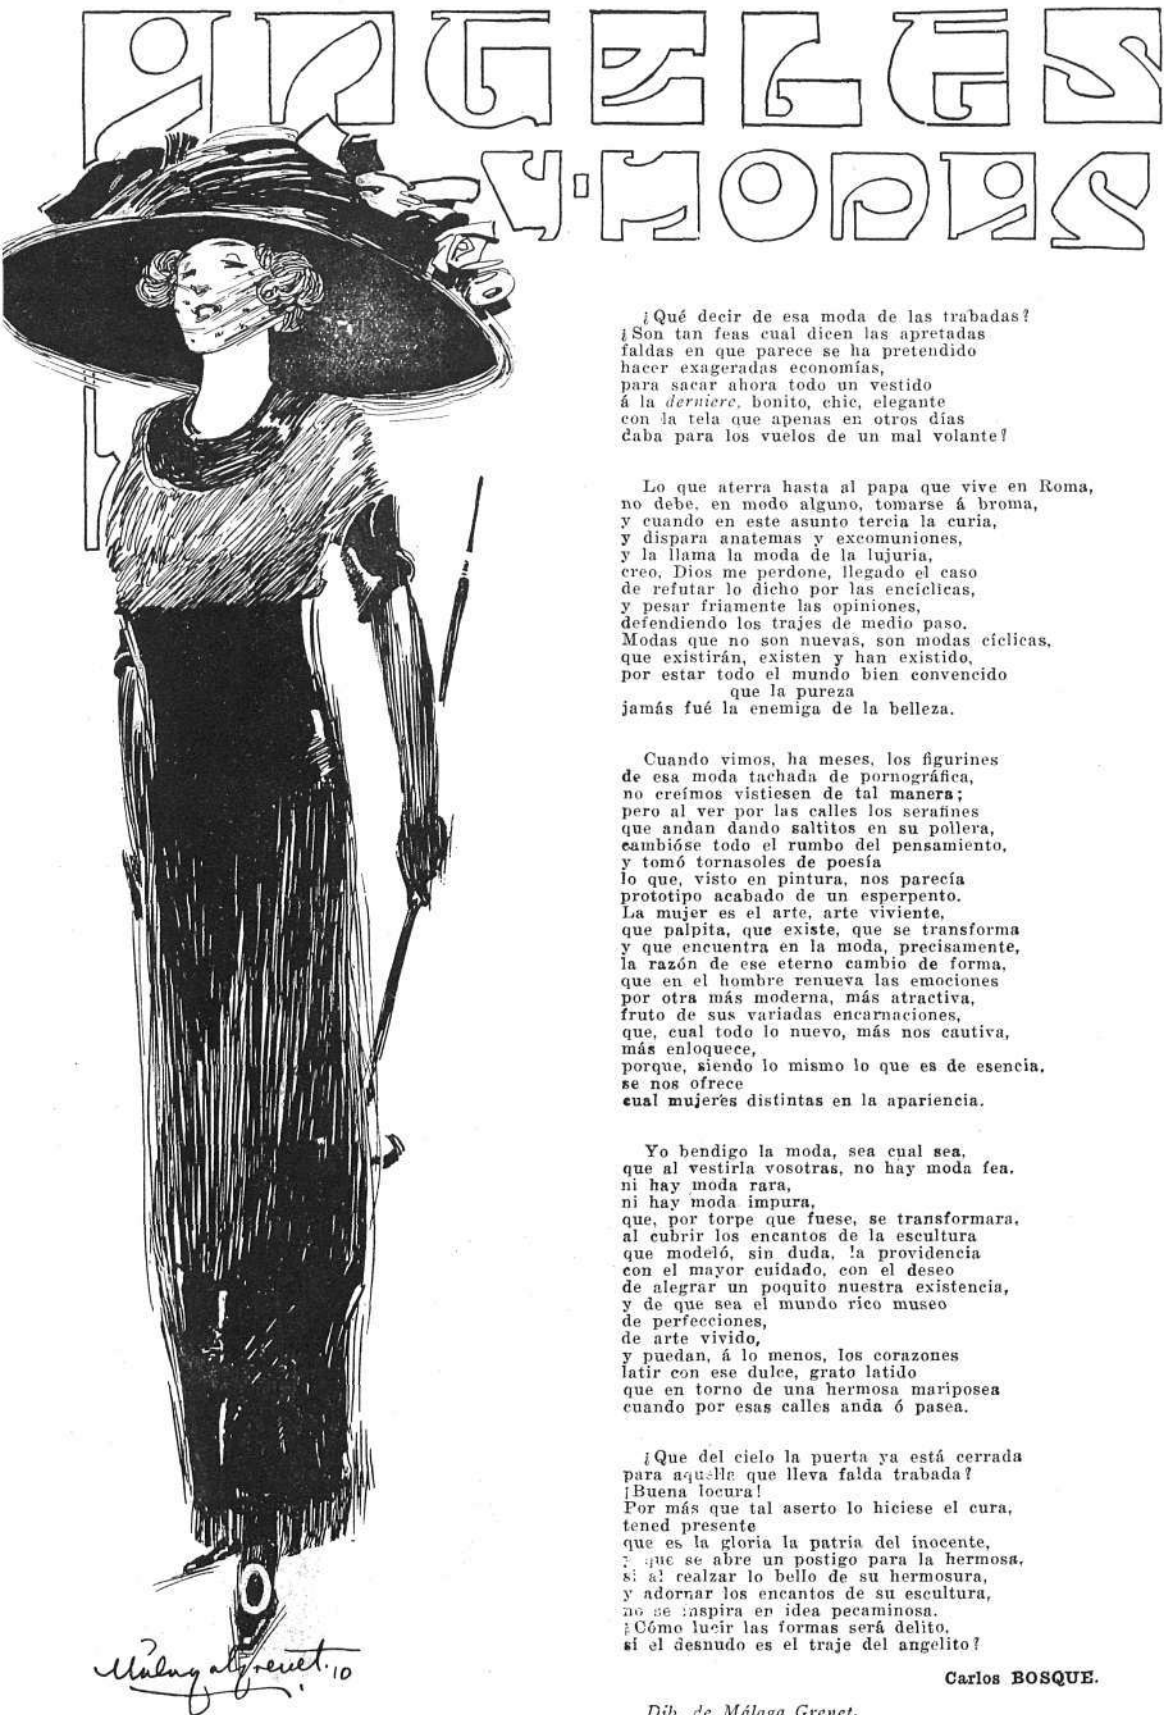 ANGELES
Y·MODAS
¿Qué decir de esa moda de las trabadas?
¿Son tan feas cual dicen las apretadas
faldas en que parece se ha pretendido
hacer exageradas economías,
para sacar ahora todo un vestido
á la derniere, bonito, chic, elegante
con la tela que apenas en otros días
daba para los vuelos de un mal volante?
Lo que aterra hasta al papa que vive en Roma,
no debe, en modo alguno, tomarse á broma,
y cuando en este asunto tercia la curia,
y dispara anatemas y excomuniones,
y la llama la moda de la lujuria,
creo, Dios me perdone, llegado el caso
de refutar lo dicho por las encíclicas,
y pesar friamente las opiniones,
defendiendo los trajes de medio paso.
Modas que no son nuevas, son modas cíclicas,
que existirán, existen y han existido,
por estar todo el mundo bien convencido
que la pureza
jamás fué la enemiga de la belleza.
Cuando vimos, ha meses, los figurines
de esa moda tachada de pornográfica,
no creímos vistiesen de tal manera;
pero al ver por las calles los serafines
que andan dando saltitos en su pollera,
cambióse todo el rumbo del pensamiento,
y tomó tornasoles de poesía
lo que, visto en pintura, nos parecía
prototipo acabado de un esperpento.
La mujer es el arte, arte viviente,
que palpita, que existe, que se transforma
y que encuentra en la moda, precisamente,
la razón de ese eterno cambio de forma,
que en el hombre renueva las emociones
por otra más moderna, más atractiva,
fruto de sus variadas encarnaciones,
que, cual todo lo nuevo, más nos cautiva,
más enloquece,
porque, siendo lo mismo lo que es de esencia,
se nos ofrece
cual mujeres distintas en la apariencia.
Yo bendigo la moda, sea cual sea,
que al vestirla vosotras, no hay moda fea,
ni hay moda rara,
ni hay moda impura,
que, por torpe que fuese, se transformara,
al cubrir los encantos de la escultura
que modeló, sin duda, la providencia
con el mayor cuidado, con el deseo
de alegrar un poquito nuestra existencia,
y de que sea el mundo rico museo
de perfecciones,
de arte vivido,
y puedan, á lo menos, los corazones
latir con ese dulce, grato latido
que en torno de una hermosa mariposea
cuando por esas calles anda ó pasea.
¿Que del cielo la puerta ya está cerrada
para aquella que lleva falda trabada?
¡Buena locura!
Por más que tal aserto lo hiciese el cura,
tened presente
que es la gloria la patria del inocente,
y que se abre un postigo para la hermosa,
si al realzar lo bello de su hermosura,
y adornar los encantos de su escultura,
no se inspira en idea pecaminosa.
¿Cómo lucir las formas será delito,
si el desnudo es el traje del angelito?
Carlos BOSQUE.
Málaga Grenet. 10
Dib. de Málaga Grenet.